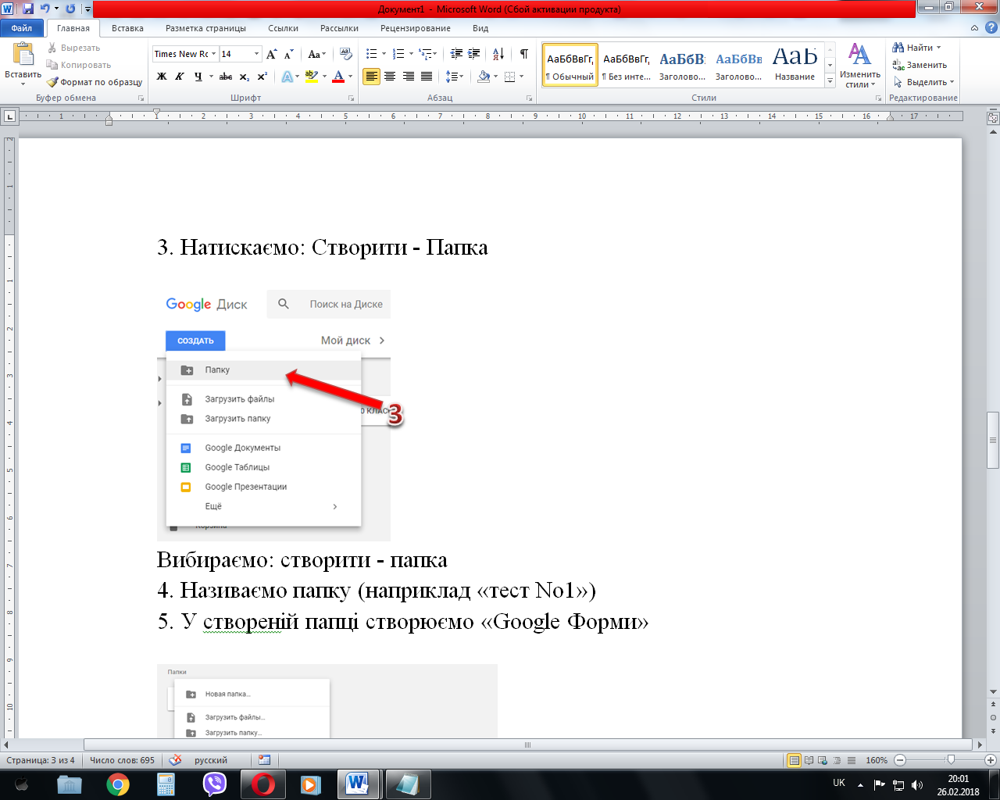 Документ1 - Microsoft Word (Сбой активации продукта)
Файл Главная Вставка Разметка страницы Ссылки Рассылки Рецензирование Вид
Вставить
Вырезать
Копировать
Формат по образцу
Буфер обмена
Times New Rc 14
Ж К Ч abc x₂ x² A A
Шрифт
Абзац
АаБбВвГг, АаБбВвГг, АаБбВ АаБбВв АаБ
¶ Обычный ¶ Без инте... Заголово... Заголово... Название
Изменить стили
Стили
Найти
Заменить
Выделить
Редактирование
1 1 2 3 4 5 6 7 8 9 10 11 12 13 14 15 16 17
3. Натискаємо: Створити - Папка
Google Диск Поиск на Диске
СОЗДАТЬ Мой диск
Папку
Загрузить файлы
3
Загрузить папку
Google Документы
Google Таблицы
Google Презентации
Ещё
Корзина
Вибираємо: створити - папка
4. Називаємо папку (наприклад «тест No1»)
5. У створеній папці створюємо «Google Форми»
Папки
Новая папка...
Загрузить файлы...
Загрузить папку...
Страница: 3 из 4 Число слов: 695 русский 160%
UK 20:01
26.02.2018